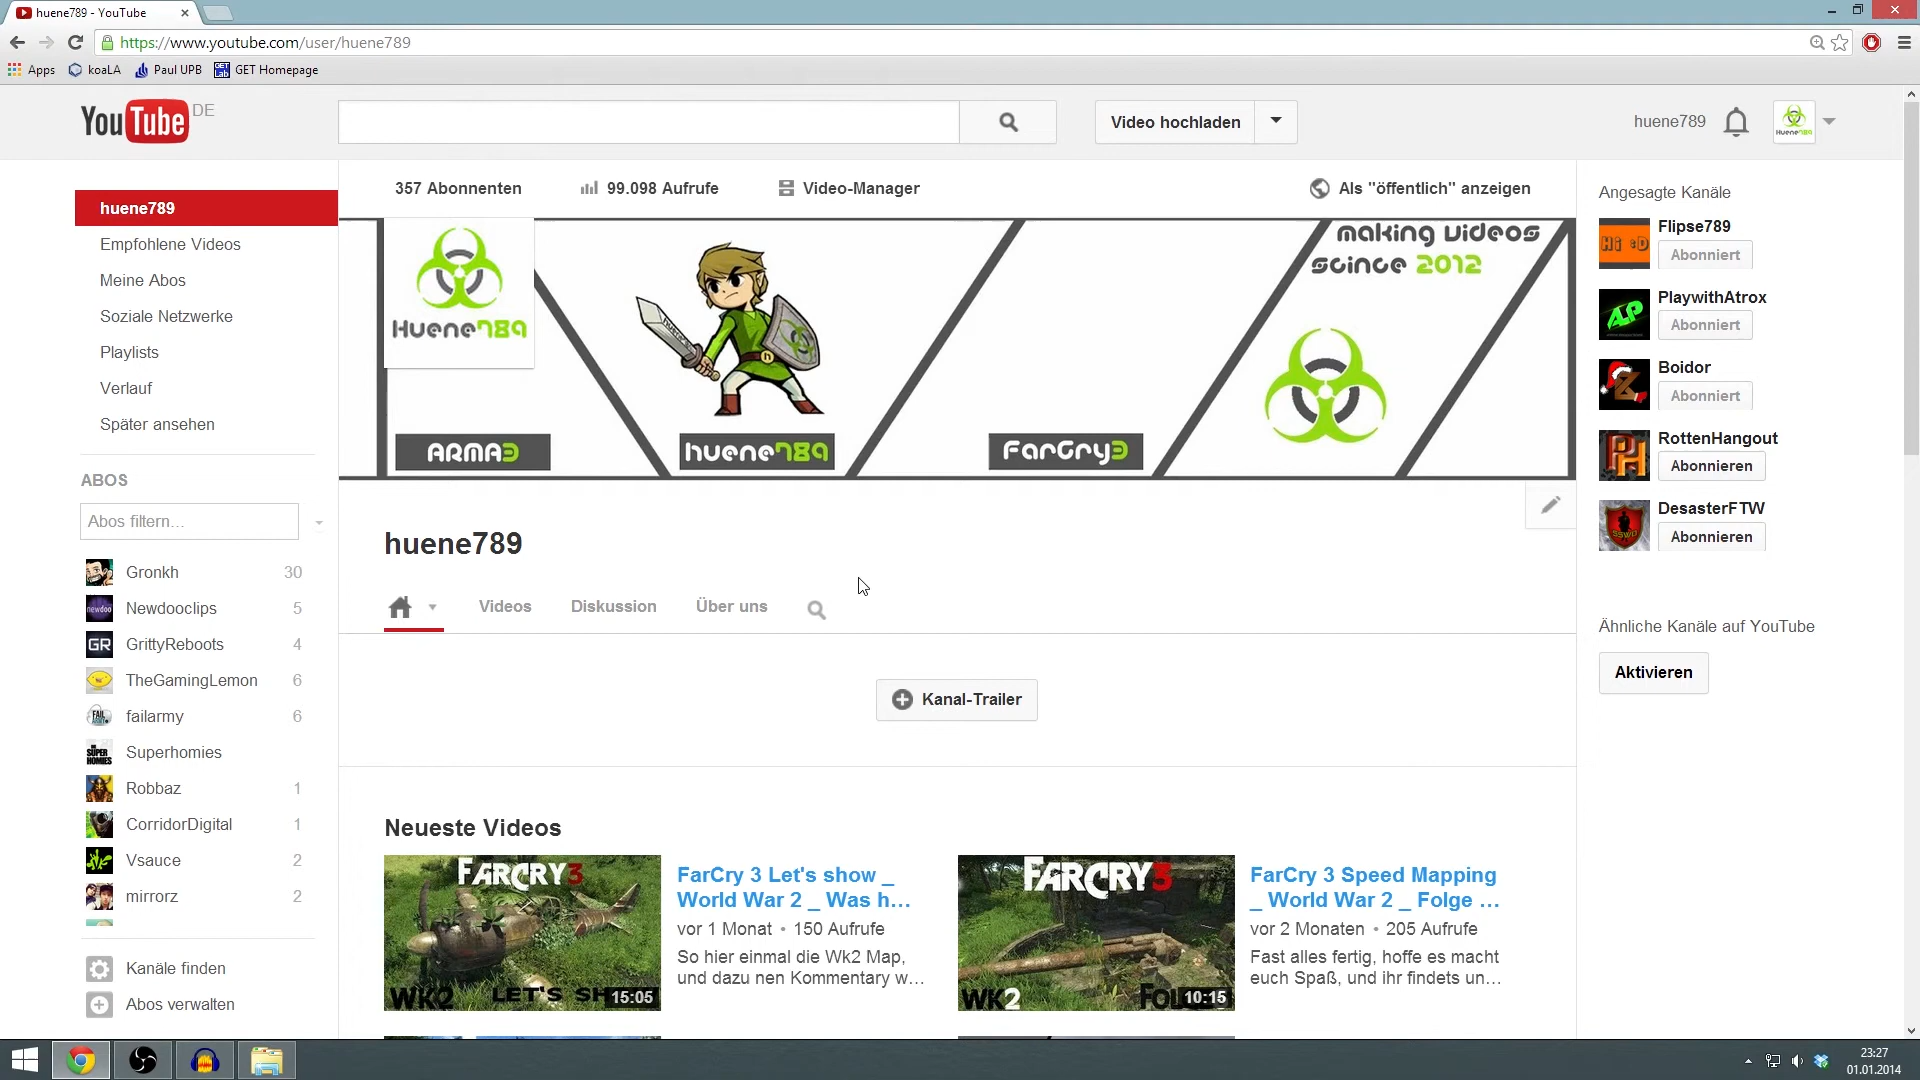 huene789 - YouTube
https://www.youtube.com/user/huene789
Apps koaLA Paul UPB GET Homepage
YouTube DE
Video hochladen
huene789
357 Abonnenten 99.098 Aufrufe Video-Manager Als "öffentlich" anzeigen
huene789
Empfohlene Videos
Meine Abos
Soziale Netzwerke
Playlists
Verlauf
Später ansehen
ABOS
Abos filtern...
Gronkh 30
Newdooclips 5
GrittyReboots 4
TheGamingLemon 6
failarmy 6
Superhomies
Robbaz 1
CorridorDigital 1
Vsauce 2
mirrorz 2
Kanäle finden
Abos verwalten
Huene789
making videos
scince 2012
ARMA3 huene789 FarCry3
huene789
Videos Diskussion Über uns
Kanal-Trailer
Neueste Videos
FARCRY3
WK2 LET'S SH
15:05
FarCry 3 Let's show _
World War 2 _ Was h...
vor 1 Monat • 150 Aufrufe
So hier einmal die Wk2 Map,
und dazu nen Kommentary w...
FARCRY3
WK2 FOL
10:15
FarCry 3 Speed Mapping
_ World War 2 _ Folge ...
vor 2 Monaten • 205 Aufrufe
Fast alles fertig, hoffe es macht
euch Spaß, und ihr findets un...
Angesagte Kanäle
Hi :D
Flipse789
Abonniert
ALP
PlaywithAtrox
Abonniert
Boidor
Abonniert
RottenHangout
Abonnieren
DesasterFTW
Abonnieren
Ähnliche Kanäle auf YouTube
Aktivieren
23:27
01.01.2014